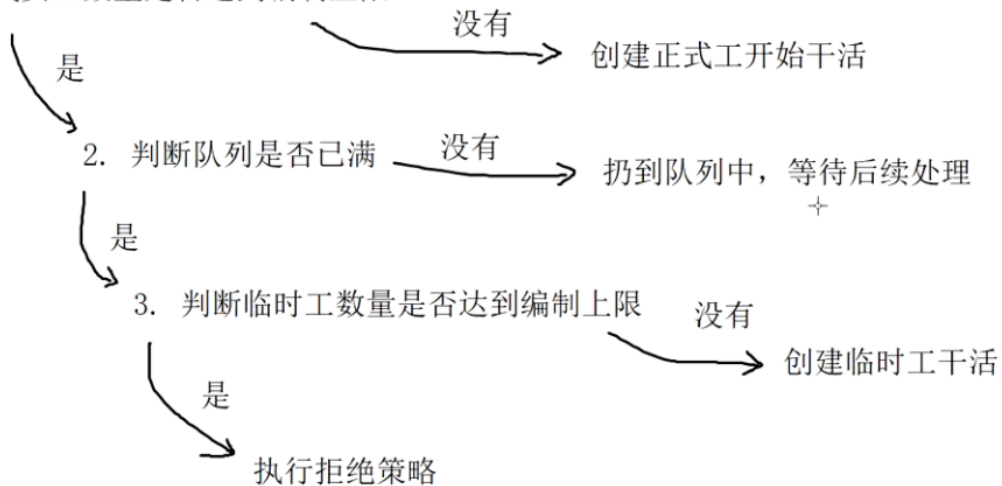 没有
创建正式工开始干活
是
2. 判断队列是否已满
没有
扔到队列中，等待后续处理
是
3. 判断临时工数量是否达到编制上限
没有
创建临时工干活
是
执行拒绝策略